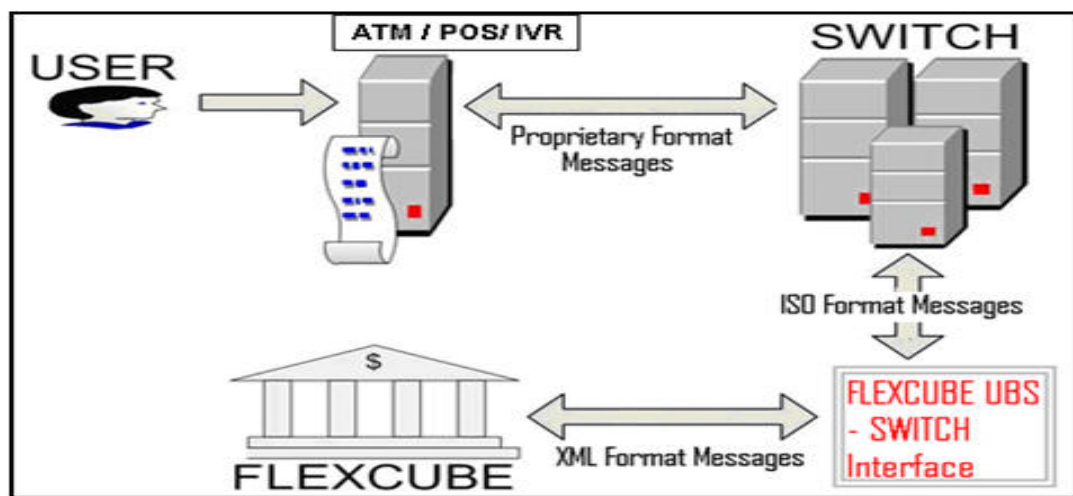 ATM / POS/ IVR
SWITCH
USER
Proprietary Format
Messages
ISO Format Messages
$
FLEXCUBE UBS
- SWITCH
Interface
XML Format Messages
FLEXCUBE